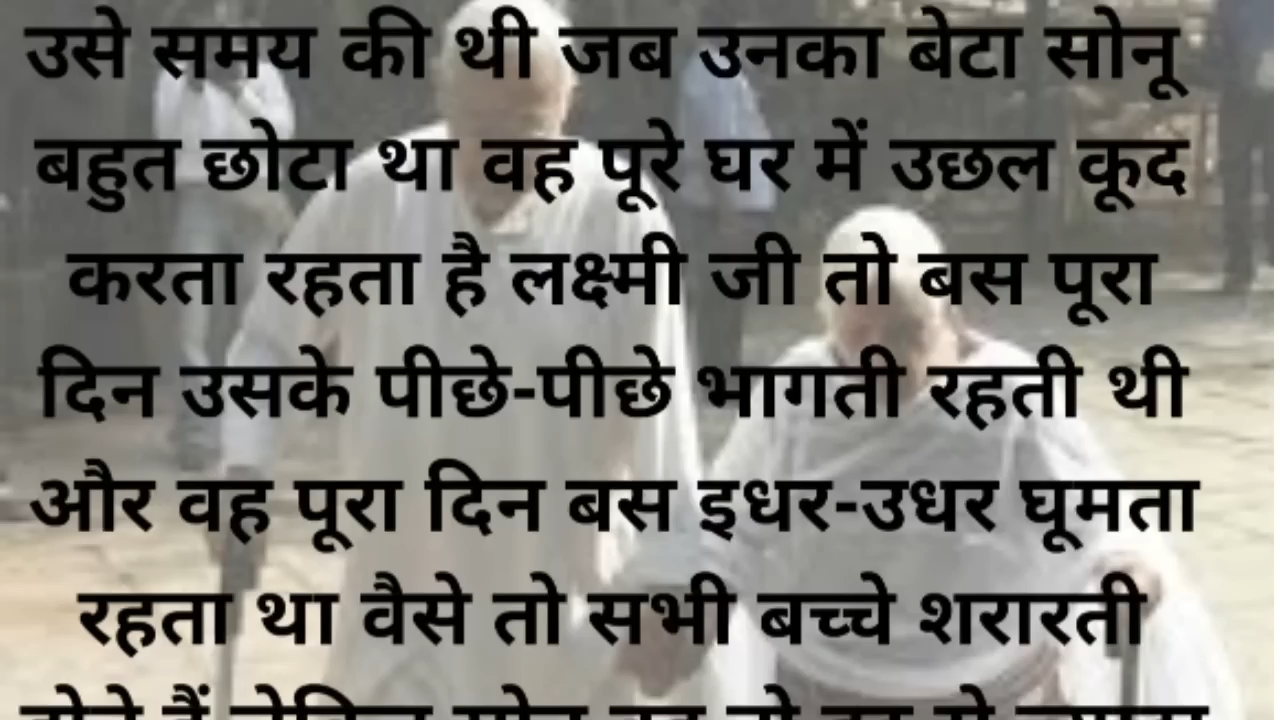 उसे समय की थी जब उनका बेटा सोनू
बहुत छोटा था वह पूरे घर में उछल कूद
करता रहता है लक्ष्मी जी तो बस पूरा
दिन उसके पीछे-पीछे भागती रहती थी
और वह पूरा दिन बस इधर-उधर घूमता
रहता था वैसे तो सभी बच्चे शरारती